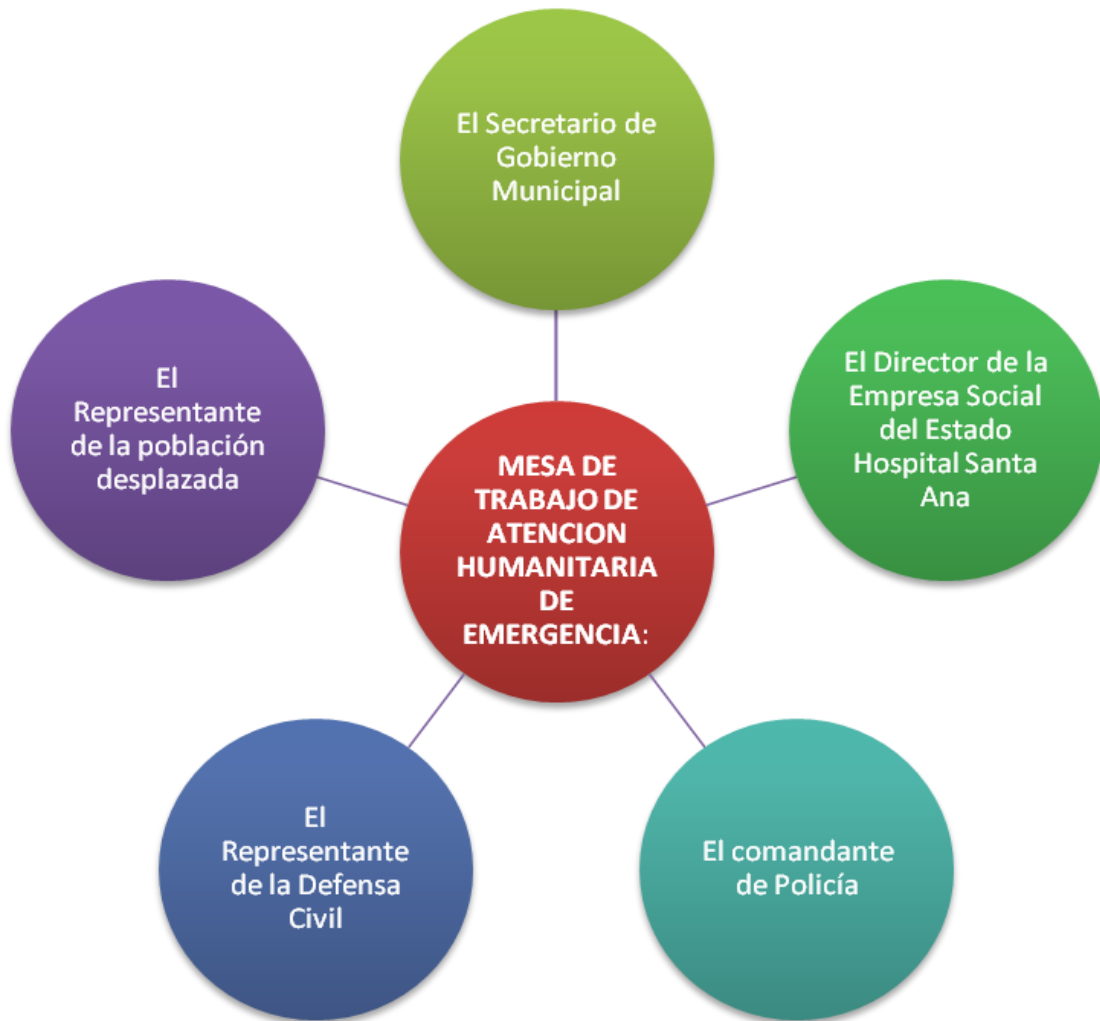 El Secretario de
Gobierno
Municipal
El Director de la
Empresa Social
del Estado
Hospital Santa
Ana
El comandante
de Policía
El
Representante
de la Defensa
Civil
El
Representante
de la población
desplazada
MESA DE
TRABAJO DE
ATENCION
HUMANITARIA
DE
EMERGENCIA: